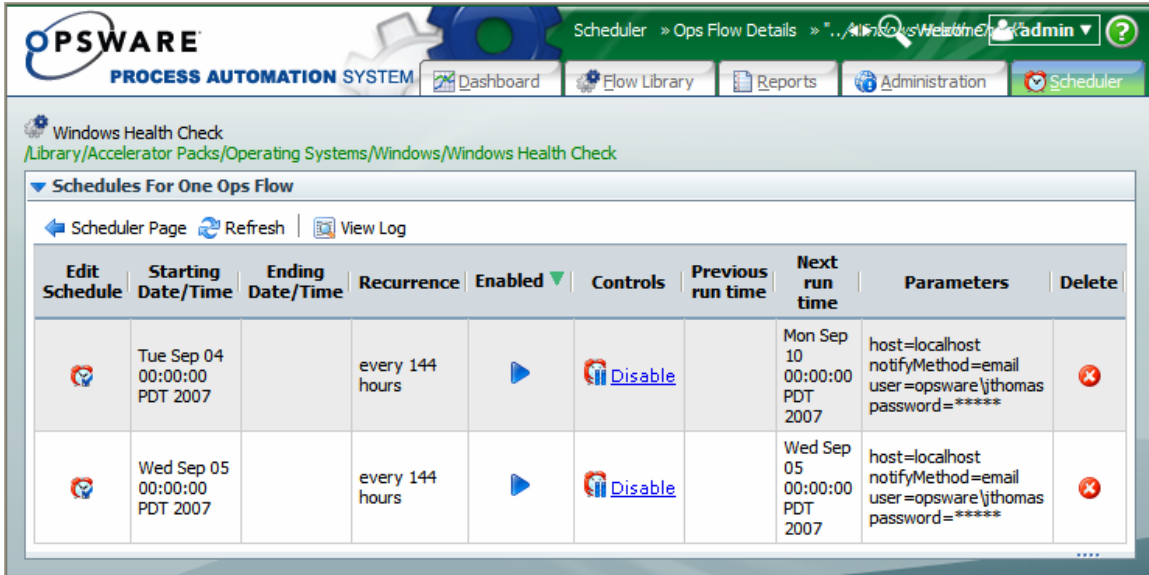 OPSWARE
PROCESS AUTOMATION SYSTEM
Scheduler » Ops Flow Details »
admin
?
Dashboard
Flow Library
Reports
Administration
Scheduler
Windows Health Check
/Library/Accelerator Packs/Operating Systems/Windows/Windows Health Check
Schedules For One Ops Flow
Scheduler Page
Refresh
View Log
Edit
Schedule
Starting
Date/Time
Ending
Date/Time
Recurrence
Enabled
Controls
Previous
run time
Next
run
time
Parameters
Delete
Tue Sep 04
00:00:00
PDT 2007
every 144
hours
Disable
Mon Sep
10
00:00:00
PDT
2007
host=localhost
notifyMethod=email
user=opsware\jthomas
password=*****
Wed Sep 05
00:00:00
PDT 2007
every 144
hours
Disable
Wed Sep
05
00:00:00
PDT
2007
host=localhost
notifyMethod=email
user=opsware\jthomas
password=*****